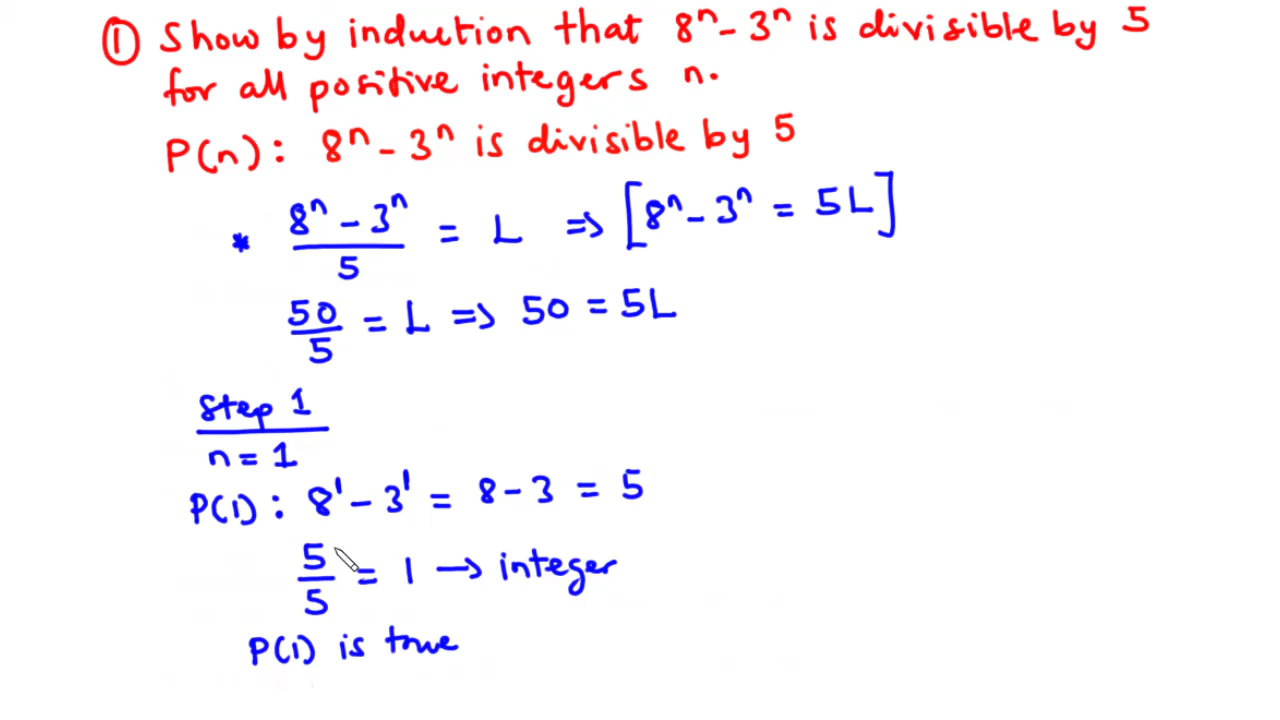 ① Show by induction that 8ⁿ - 3ⁿ is divisible by 5
for all positive integers n.
P(n): 8ⁿ - 3ⁿ is divisible by 5
* (8ⁿ - 3ⁿ)/5 = L => [8ⁿ - 3ⁿ = 5L]
50/5 = L => 50 = 5L
Step 1
n = 1
P(1): 8¹ - 3¹ = 8 - 3 = 5
5/5 = 1 → integer
P(1) is true